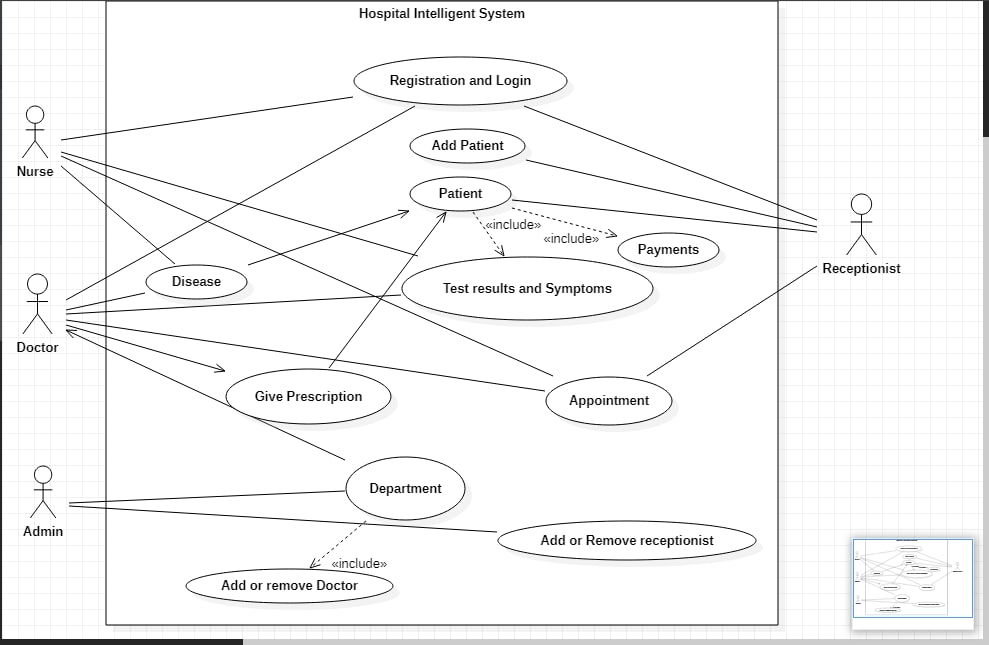 Hospital Intelligent System
Registration and Login
Add Patient
Nurse
Patient
«include»
«include»
Payments
Receptionist
Disease
Test results and Symptoms
Doctor
Give Prescription
Appointment
Department
Admin
Add or Remove receptionist
«include»
Add or remove Doctor